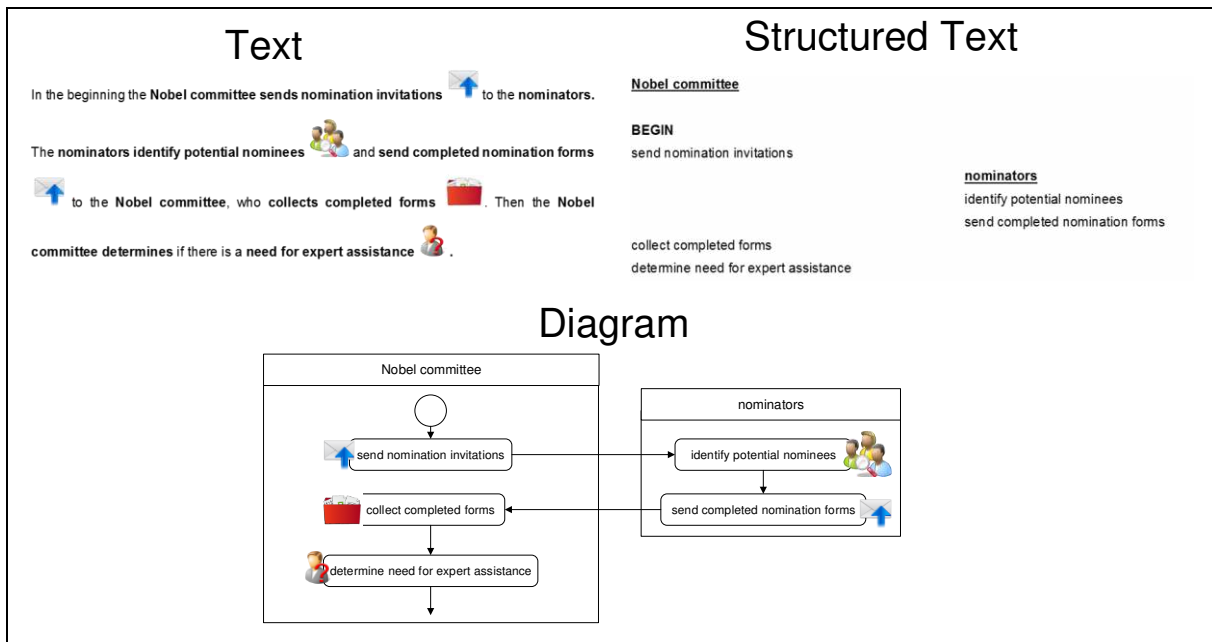 Text
In the beginning the Nobel committee sends nomination invitations to the nominators.
The nominators identify potential nominees and send completed nomination forms
to the Nobel committee, who collects completed forms . Then the Nobel
committee determines if there is a need for expert assistance .
Structured Text
Nobel committee
BEGIN
send nomination invitations
nominators
identify potential nominees
send completed nomination forms
collect completed forms
determine need for expert assistance
Diagram
Nobel committee
nominators
send nomination invitations
identify potential nominees
collect completed forms
send completed nomination forms
determine need for expert assistance